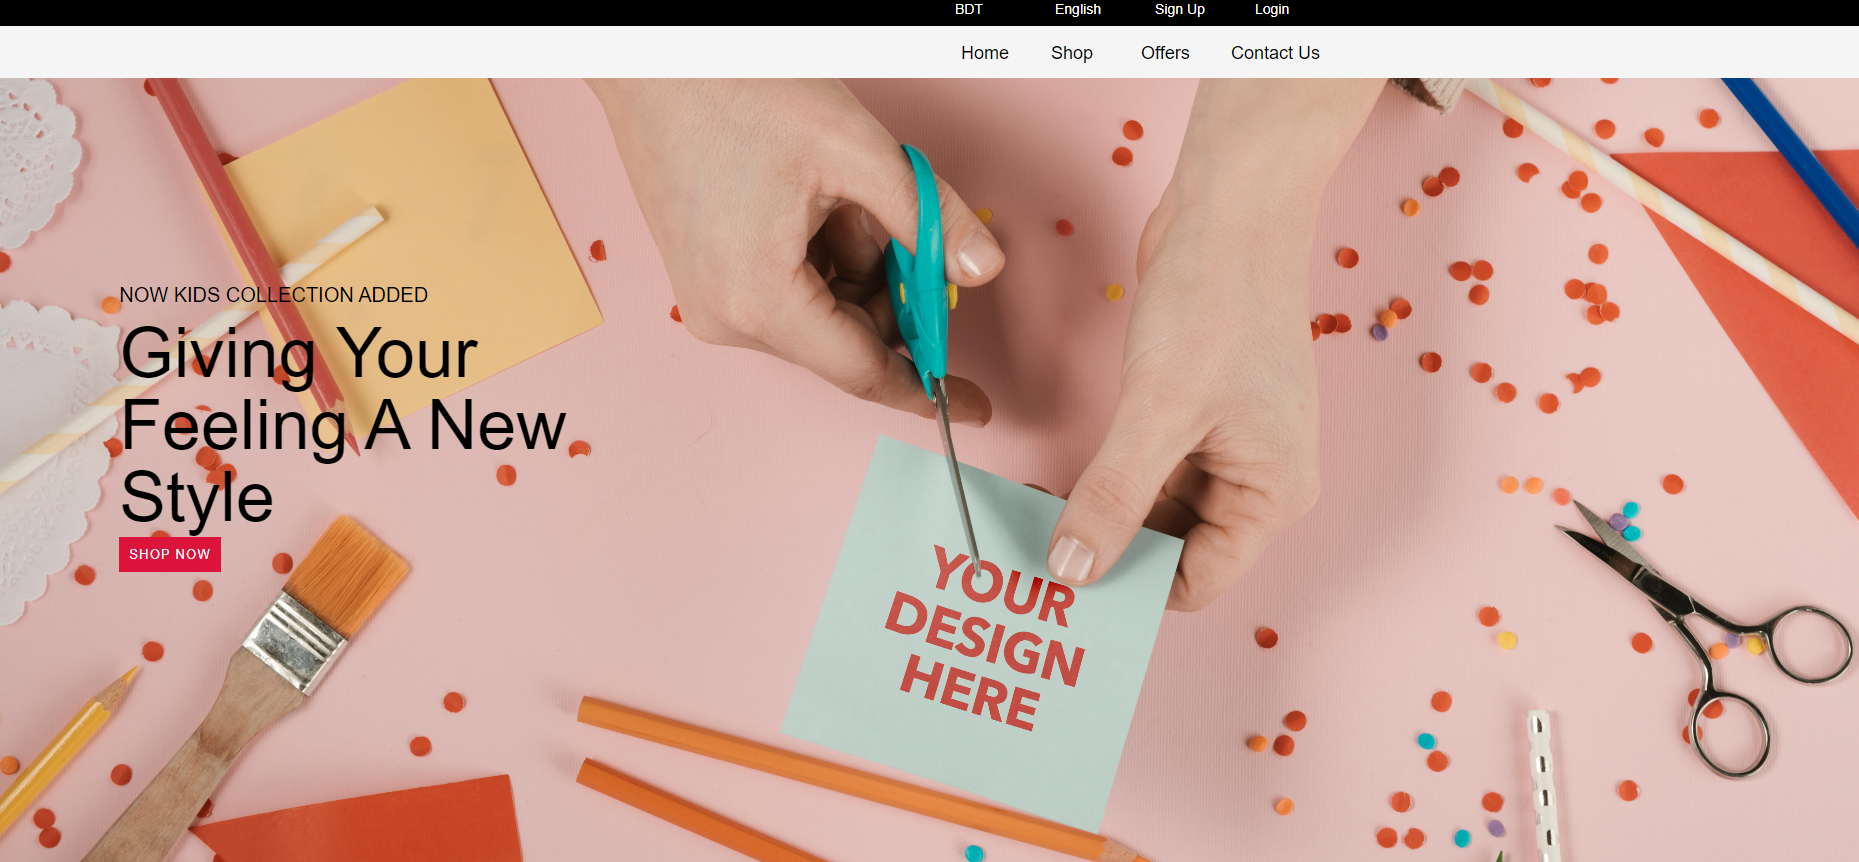 BDT English Sign Up Login
Home Shop Offers Contact Us
NOW KIDS COLLECTION ADDED
Giving Your
Feeling A New
Style
SHOP NOW
YOUR
DESIGN
HERE